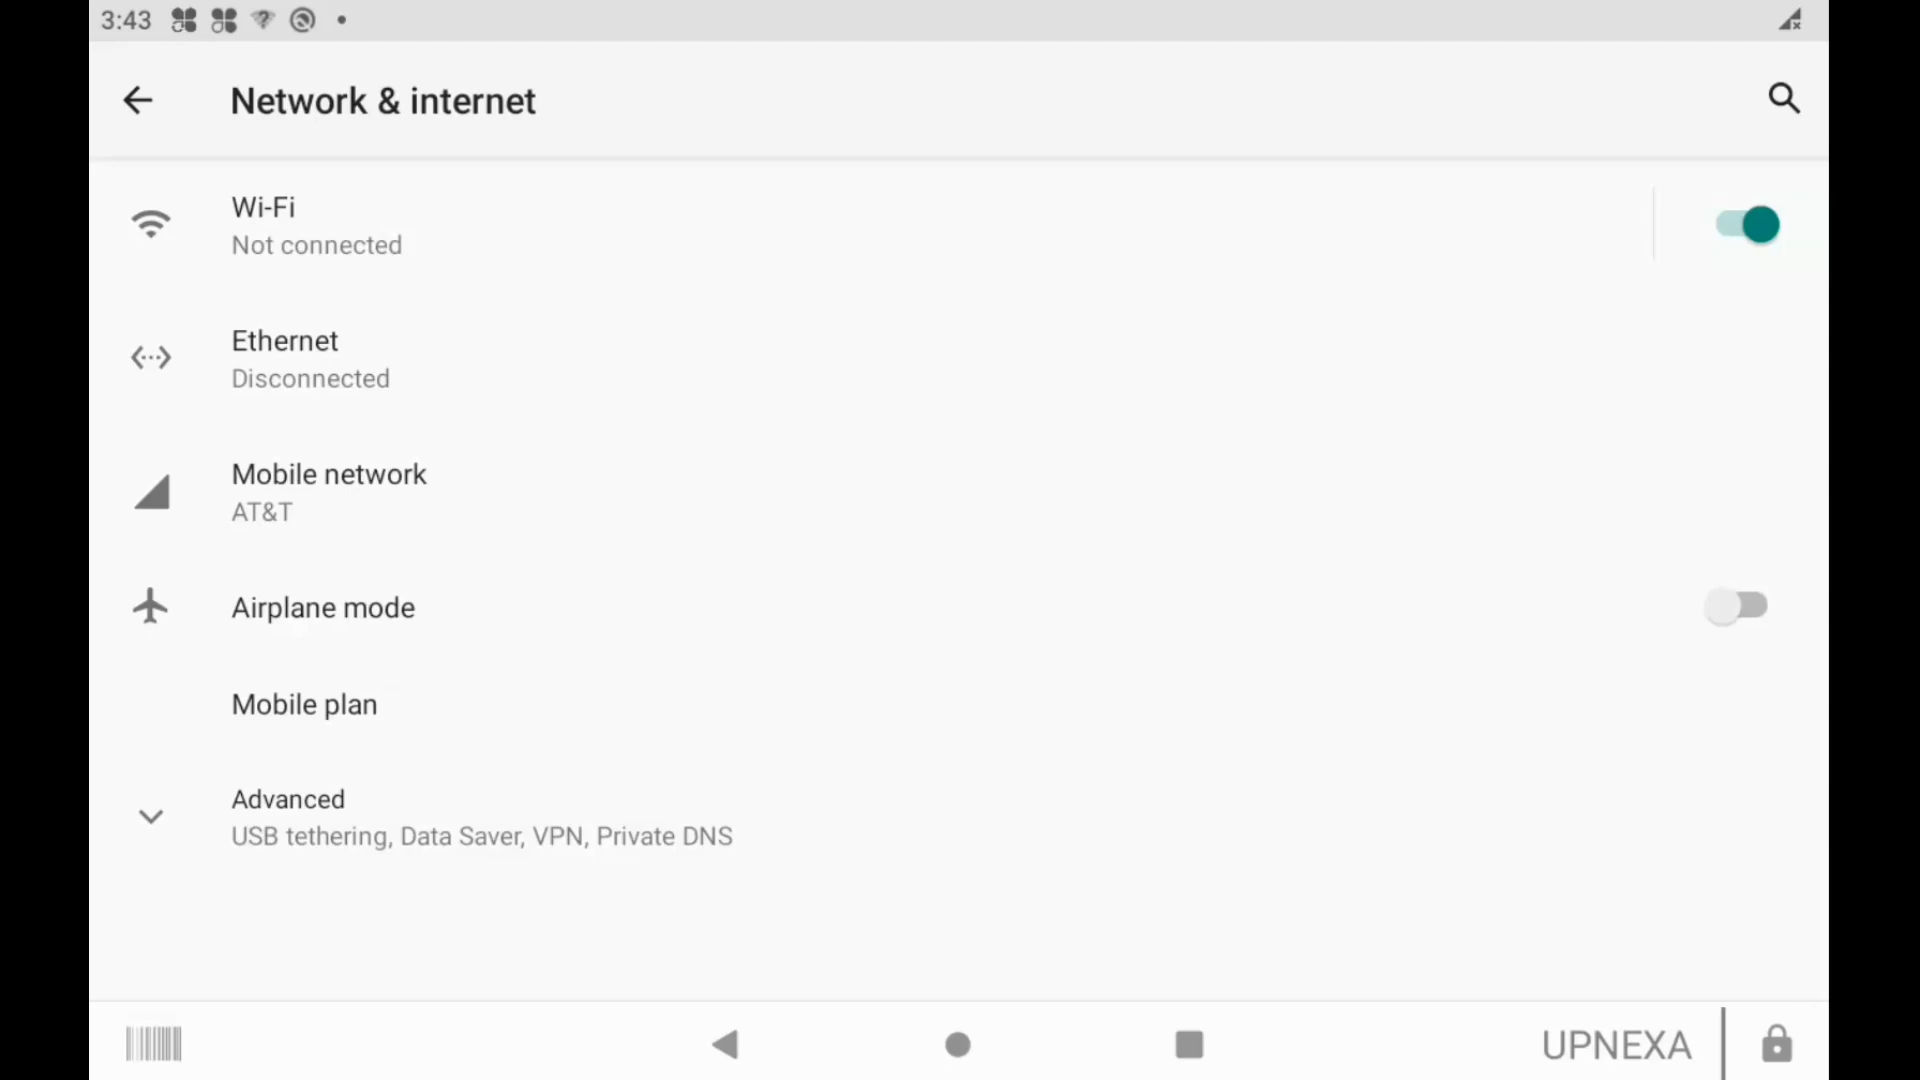 3:43
Network & internet
Wi-Fi
Not connected
Ethernet
Disconnected
Mobile network
AT&T
Airplane mode
Mobile plan
Advanced
USB tethering, Data Saver, VPN, Private DNS
UPNEXA